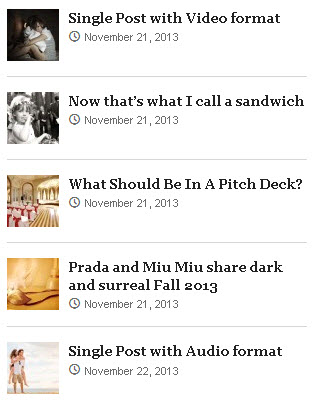 Single Post with Video format
November 21, 2013
Now that's what I call a sandwich
November 21, 2013
What Should Be In A Pitch Deck?
November 21, 2013
Prada and Miu Miu share dark
and surreal Fall 2013
November 21, 2013
Single Post with Audio format
November 22, 2013